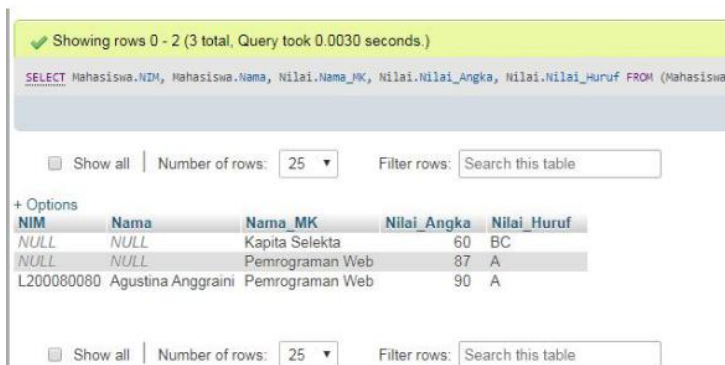 Showing rows 0 - 2 (3 total, Query took 0.0030 seconds.)
SELECT Mahasiswa.NIM, Mahasiswa.Nama, Nilai.Nama_MK, Nilai.Nilai_Angka, Nilai.Nilai_Huruf FROM (Mahasiswa
Show all Number of rows: 25 Filter rows: Search this table
+ Options
NIM Nama Nama_MK Nilai_Angka Nilai_Huruf
NULL NULL Kapita Selekta 60 BC
NULL NULL Pemrograman Web 87 A
L200080080 Agustina Anggraini Pemrograman Web 90 A
Show all Number of rows: 25 Filter rows: Search this table